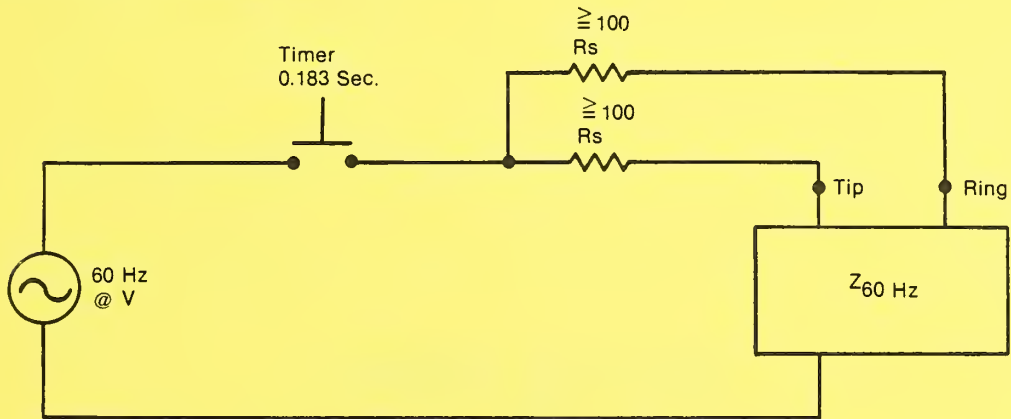 ≧ 100
Rs
Timer
0.183 Sec.
≧ 100
Rs
Tip
Ring
60 Hz
@ V
Z60 Hz